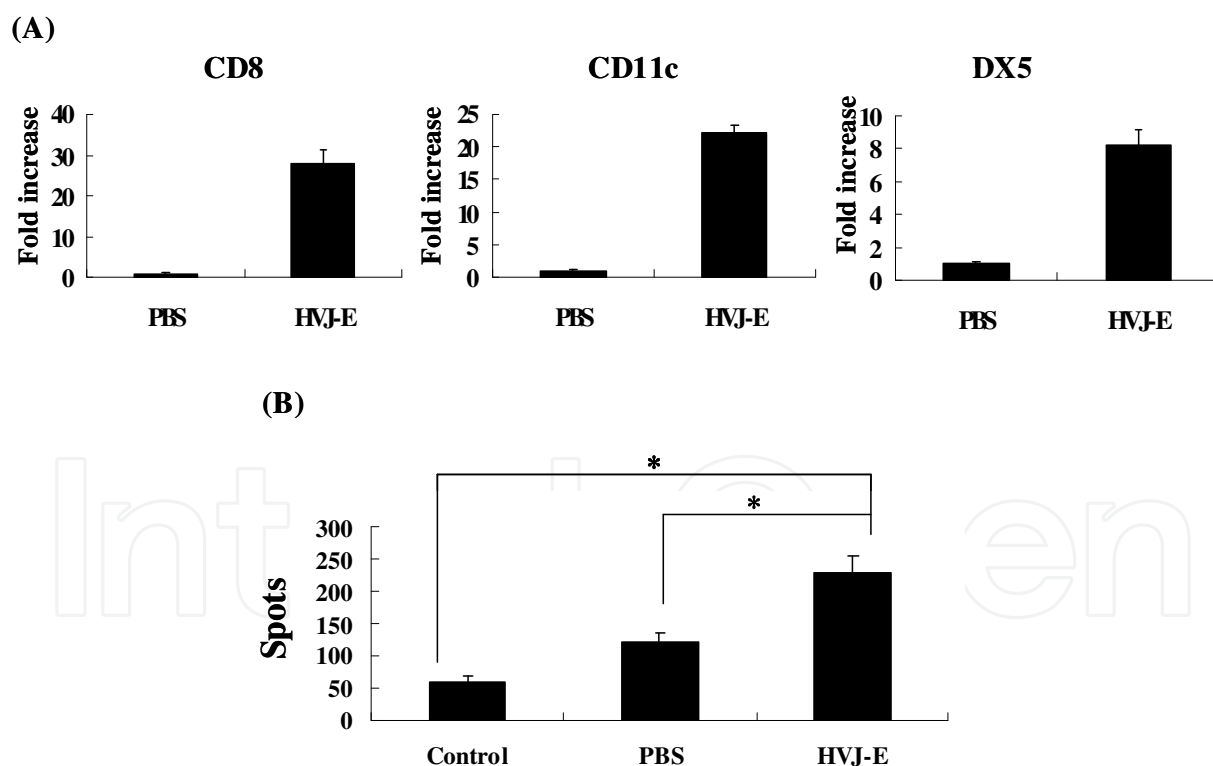 (A)
CD8
CD11c
DX5
Fold increase
40
30
20
10
0
PBS
HVJ-E
Fold increase
25
20
15
10
5
0
PBS
HVJ-E
Fold increase
10
8
6
4
2
0
PBS
HVJ-E
(B)
*
*
Spots
300
250
200
150
100
50
0
Control
PBS
HVJ-E